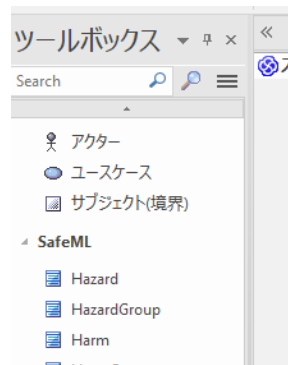 ツールボックス
Search
アクター
ユースケース
サブジェクト(境界)
SafeML
Hazard
HazardGroup
Harm